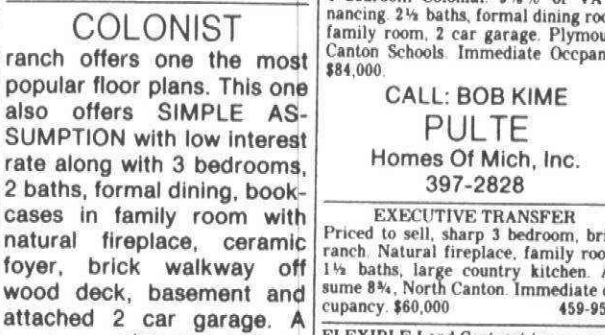 COLONIST
ranch offers one the most
popular floor plans. This one
also offers SIMPLE AS-
SUMPTION with low interest
rate along with 3 bedrooms,
2 baths, formal dining, book-
cases in family room with
natural fireplace, ceramic
foyer, brick walkway off
wood deck, basement and
attached 2 car garage. A
nancing. 2½ baths, formal dining
family room, 2 car garage.
Canton Schools. Immediate
$84,000.
CALL: BOB KIME
PULTE
Homes Of Mich, Inc.
397-2828
EXECUTIVE TRANSFER
Priced to sell, sharp 3 bedroom,
ranch. Natural fireplace, family
1½ baths, large country kitchen.
sume 8¾, North Canton. Immediate
cupancy. $60,000